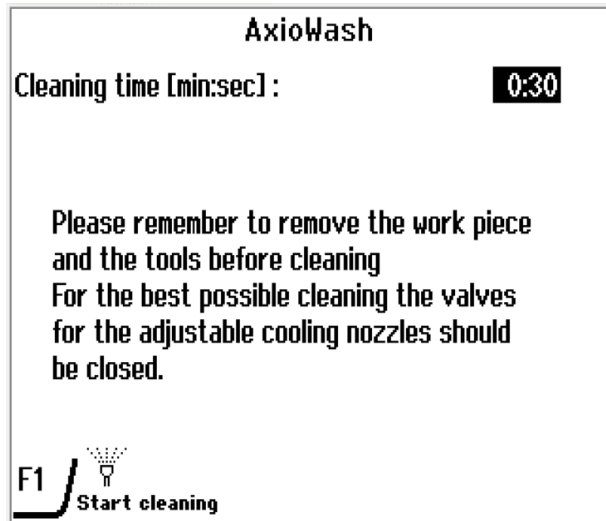 AxioWash
Cleaning time [min:sec] : 0:30
Please remember to remove the work piece
and the tools before cleaning
For the best possible cleaning the valves
for the adjustable cooling nozzles should
be closed.
F1 Start cleaning